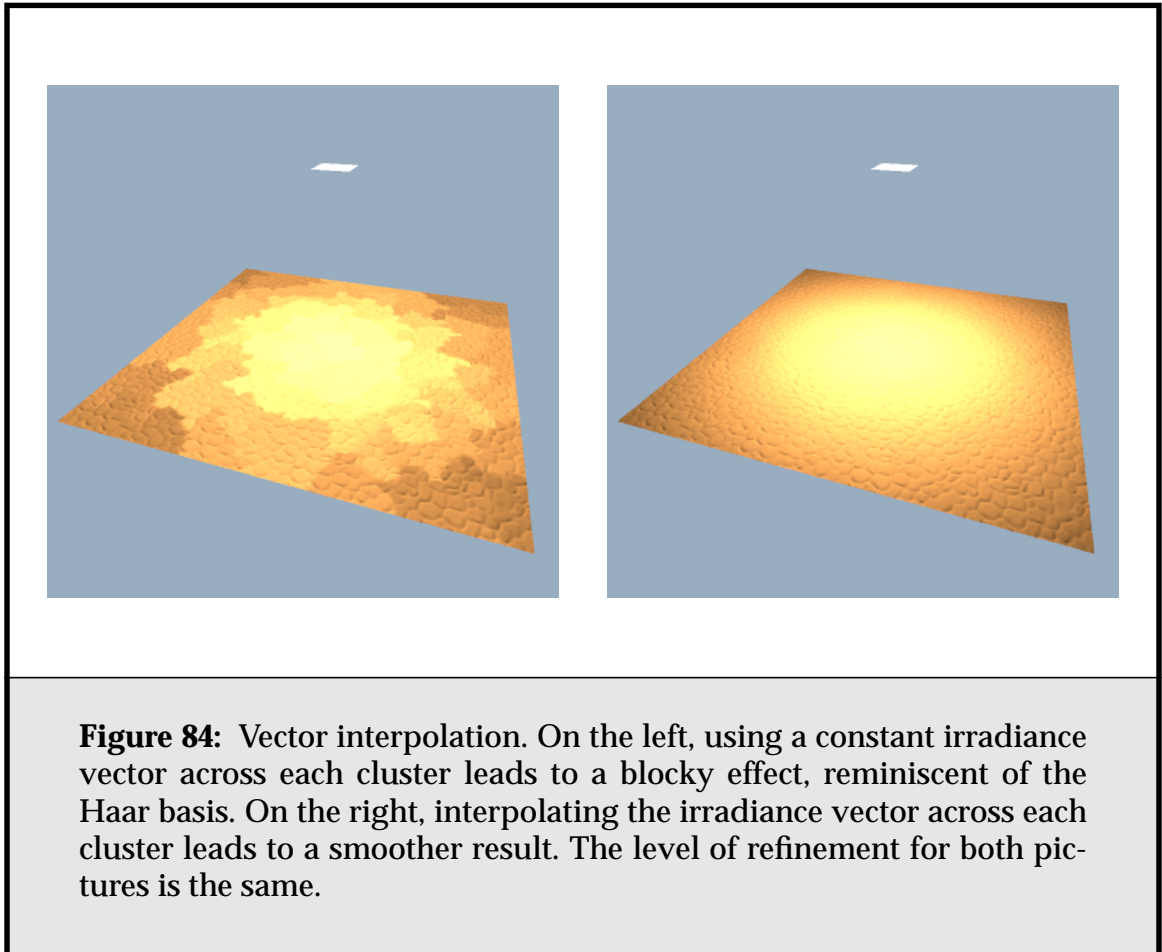 Figure 84: Vector interpolation. On the left, using a constant irradiance
vector across each cluster leads to a blocky effect, reminiscent of the
Haar basis. On the right, interpolating the irradiance vector across each
cluster leads to a smoother result. The level of refinement for both pic-
tures is the same.